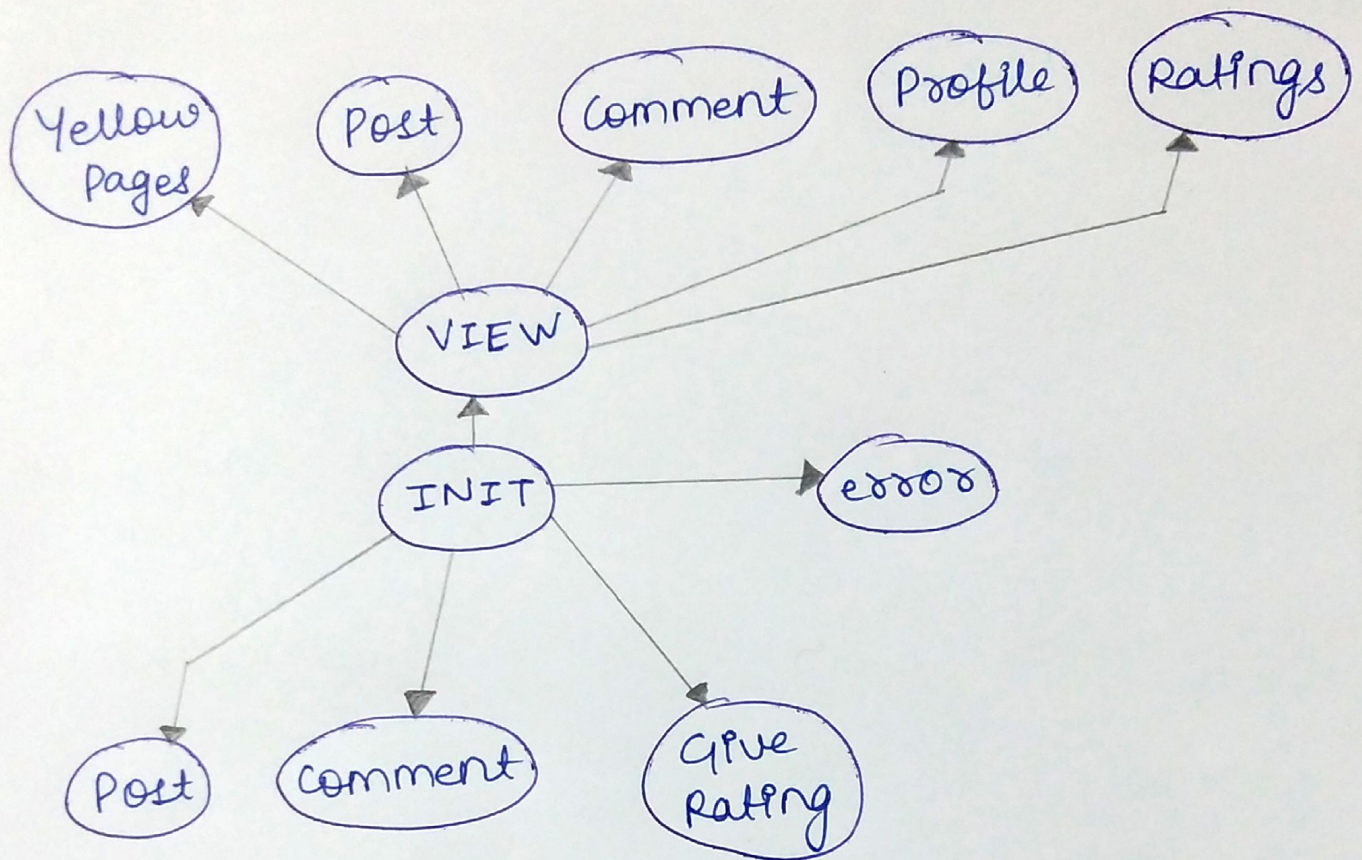 Yellow
Pages
Post
Comment
Profile
Ratings
VIEW
INIT
error
Post
Comment
Give
Rating